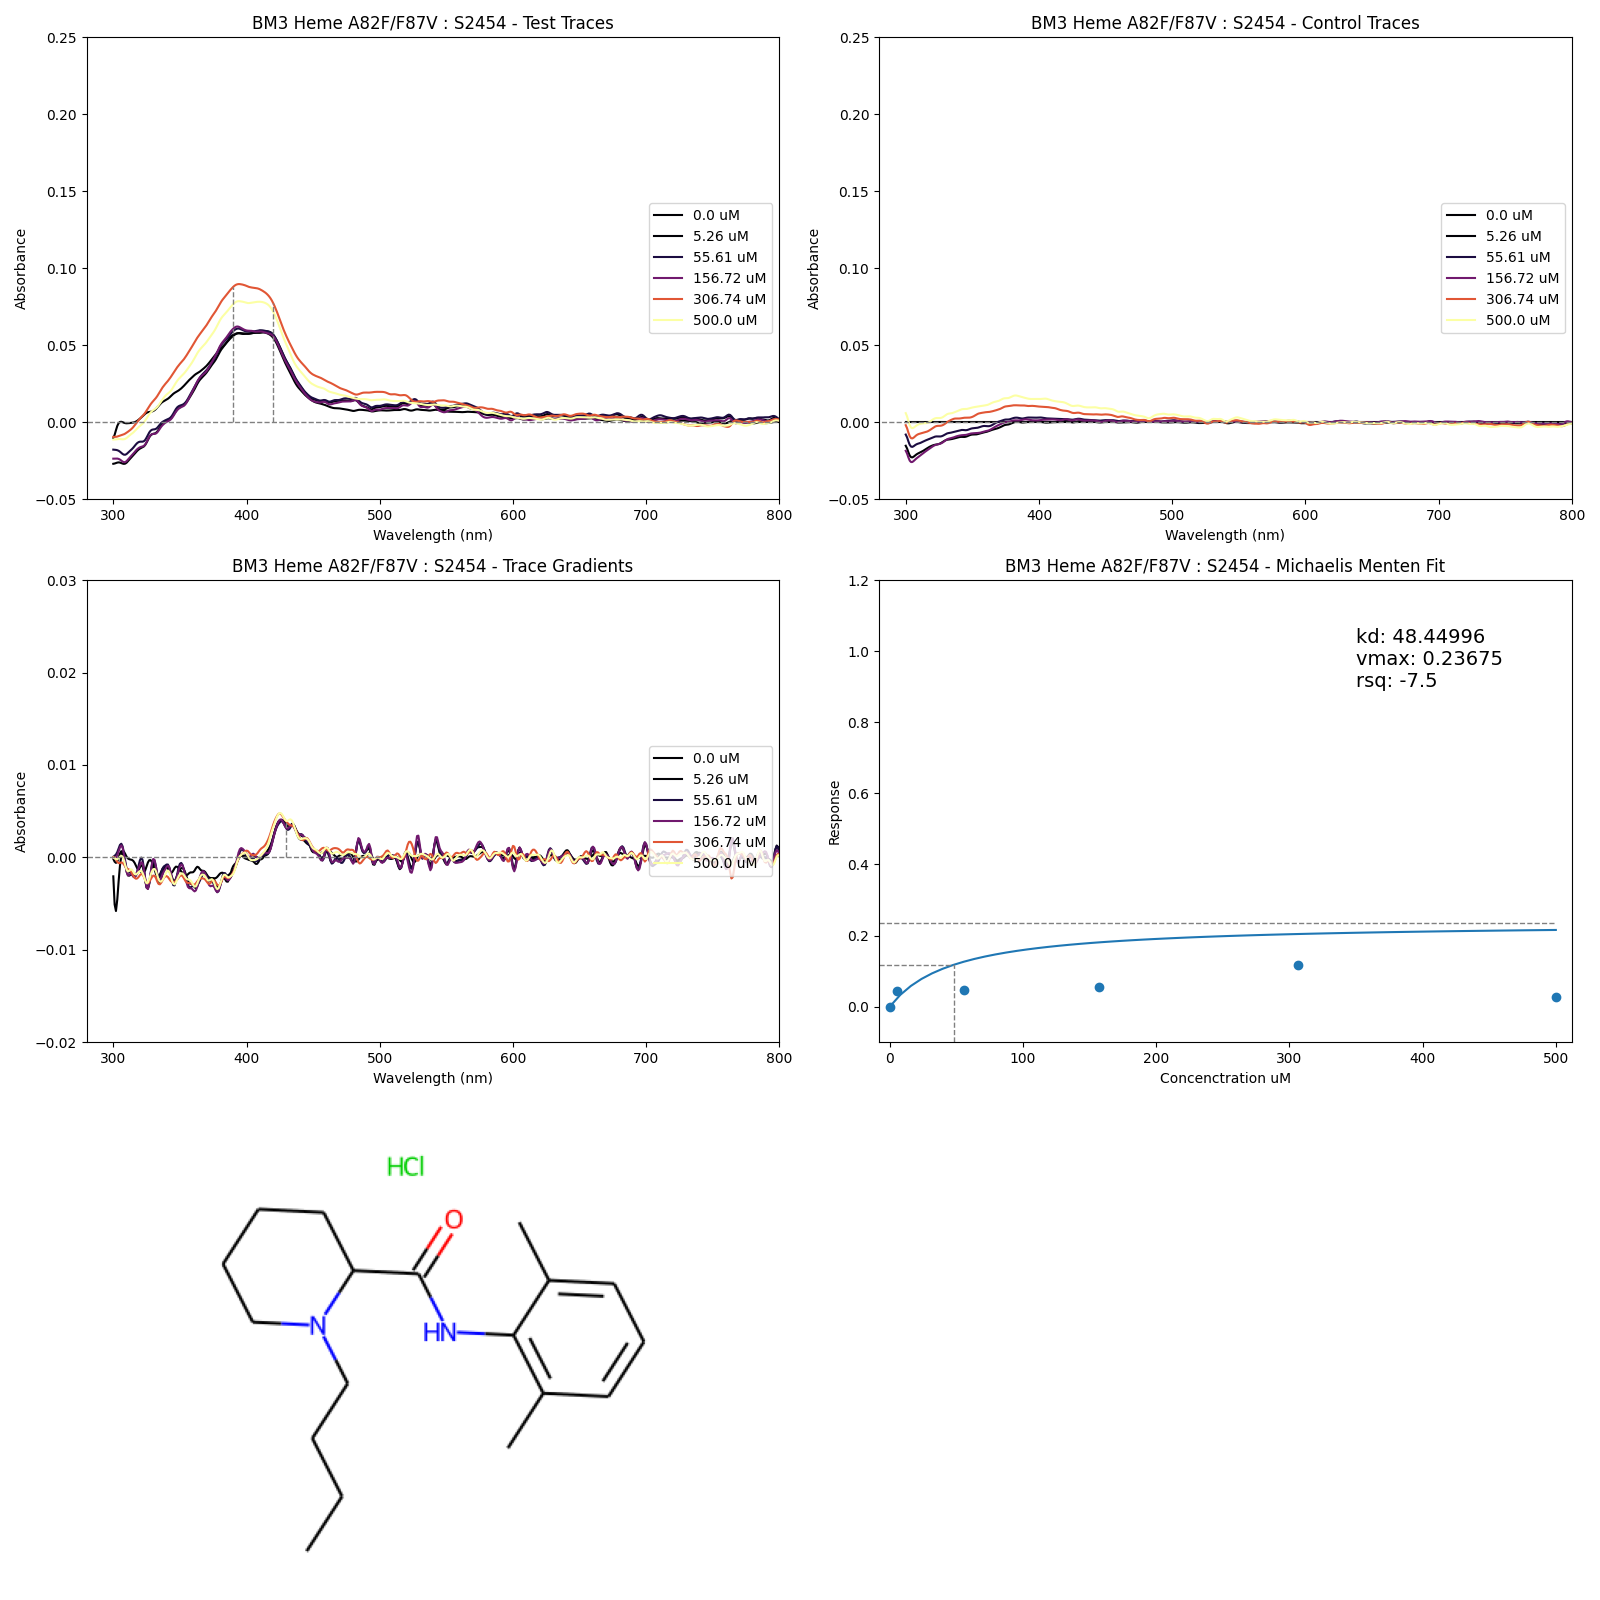 BM3 Heme A82F/F87V : S2454 - Test Traces
0.25
0.20
0.15
0.10
0.05
0.00
−0.05
Absorbance
300
400
500
600
700
800
Wavelength (nm)
0.0 uM
5.26 uM
55.61 uM
156.72 uM
306.74 uM
500.0 uM
BM3 Heme A82F/F87V : S2454 - Control Traces
0.25
0.20
0.15
0.10
0.05
0.00
−0.05
Absorbance
300
400
500
600
700
800
Wavelength (nm)
0.0 uM
5.26 uM
55.61 uM
156.72 uM
306.74 uM
500.0 uM
BM3 Heme A82F/F87V : S2454 - Trace Gradients
0.03
0.02
0.01
0.00
−0.01
−0.02
Absorbance
300
400
500
600
700
800
Wavelength (nm)
0.0 uM
5.26 uM
55.61 uM
156.72 uM
306.74 uM
500.0 uM
BM3 Heme A82F/F87V : S2454 - Michaelis Menten Fit
1.2
1.0
0.8
0.6
0.4
0.2
0.0
Response
0
100
200
300
400
500
Concenctration uM
kd: 48.44996
vmax: 0.23675
rsq: -7.5
HCl
O
N
HN